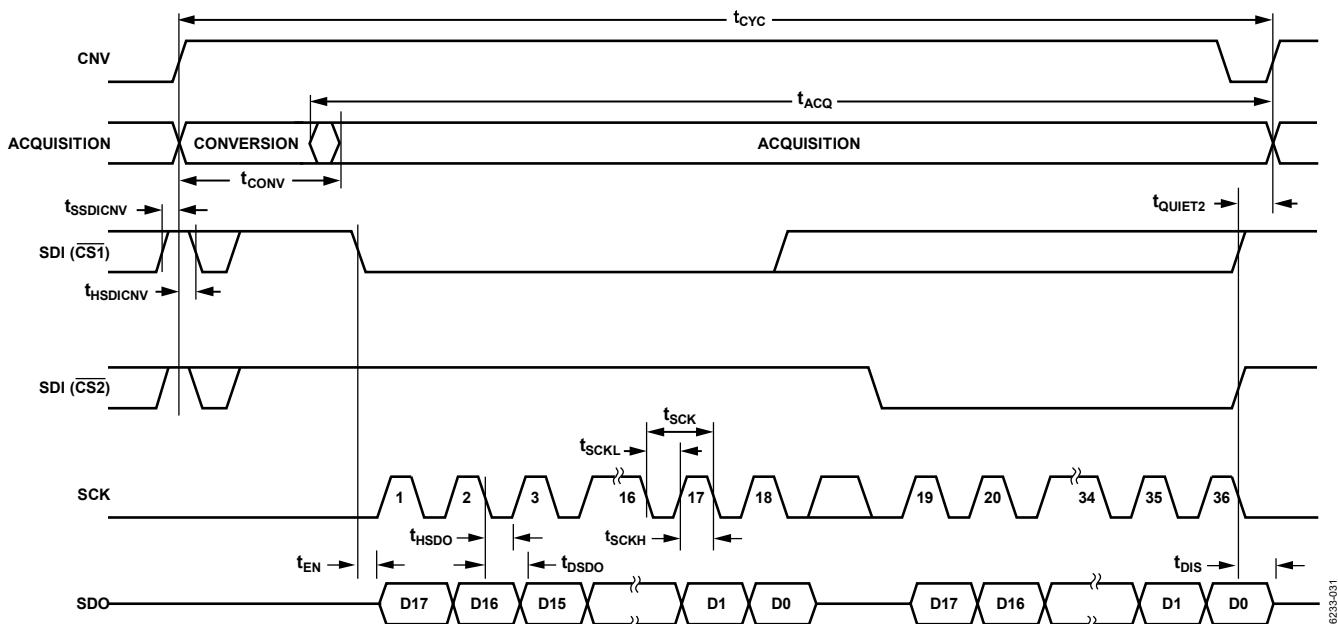 tCYC
CNV
tACQ
ACQUISITION
CONVERSION
ACQUISITION
tCONV
tSSDICNV
tQUIET2
SDI (CS1)
tHSDICNV
SDI (CS2)
tSCK
tSCKL
SCK
1 2 3 16 17 18 19 20 34 35 36
tHSDO
tSCKH
tEN
tDSDO
tDIS
SDO
D17 D16 D15 D1 D0 D17 D16 D1 D0
6233-031